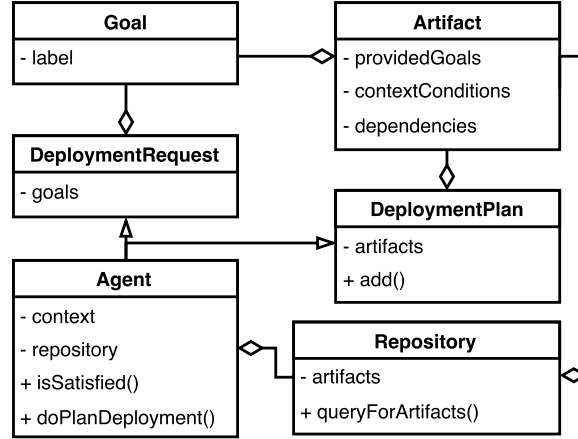 Goal
- label
Artifact
- providedGoals
- contextConditions
- dependencies
DeploymentRequest
- goals
DeploymentPlan
- artifacts
+ add()
Agent
- context
- repository
+ isSatisfied()
+ doPlanDeployment()
Repository
- artifacts
+ queryForArtifacts()